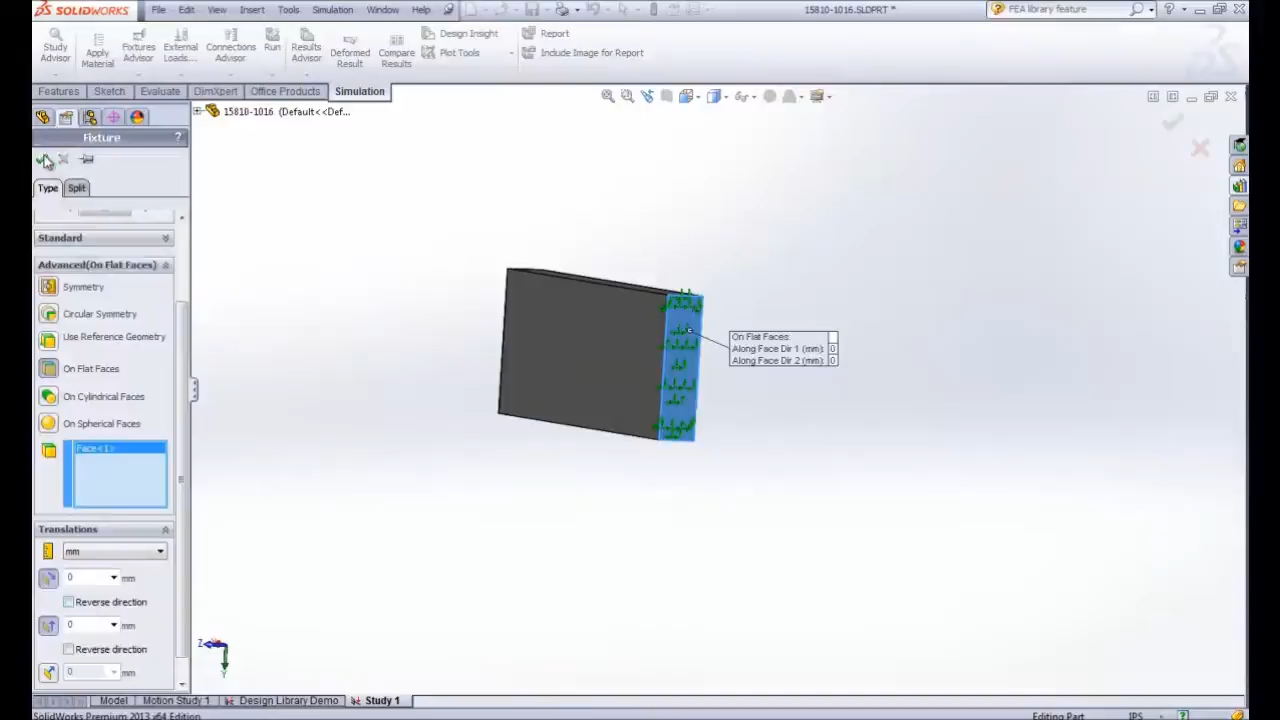 SOLIDWORKS File Edit View Insert Tools Simulation Window Help 15810-1016.SLDPRT * FEA library feature
Study Advisor
Apply Material
Fixtures Advisor
External Loads...
Connections Advisor
Run
Results Advisor
Deformed Result
Compare Results
Design Insight
Plot Tools
Report
Include Image for Report
Features Sketch Evaluate DimXpert Office Products Simulation
15810-1016 (Default<<Def...
Fixture ?
Type Split
Standard
Advanced(On Flat Faces)
Symmetry
Circular Symmetry
Use Reference Geometry
On Flat Faces
On Cylindrical Faces
On Spherical Faces
Face<1>
Translations
mm
0 mm
Reverse direction
0 mm
Reverse direction
0 mm
On Flat Faces:
Along Face Dir 1 (mm): 0
Along Face Dir 2 (mm): 0
Z
Y
Model Motion Study 1 Design Library Demo Study 1
SolidWorks Premium 2013 x64 Edition Editing Part IPS